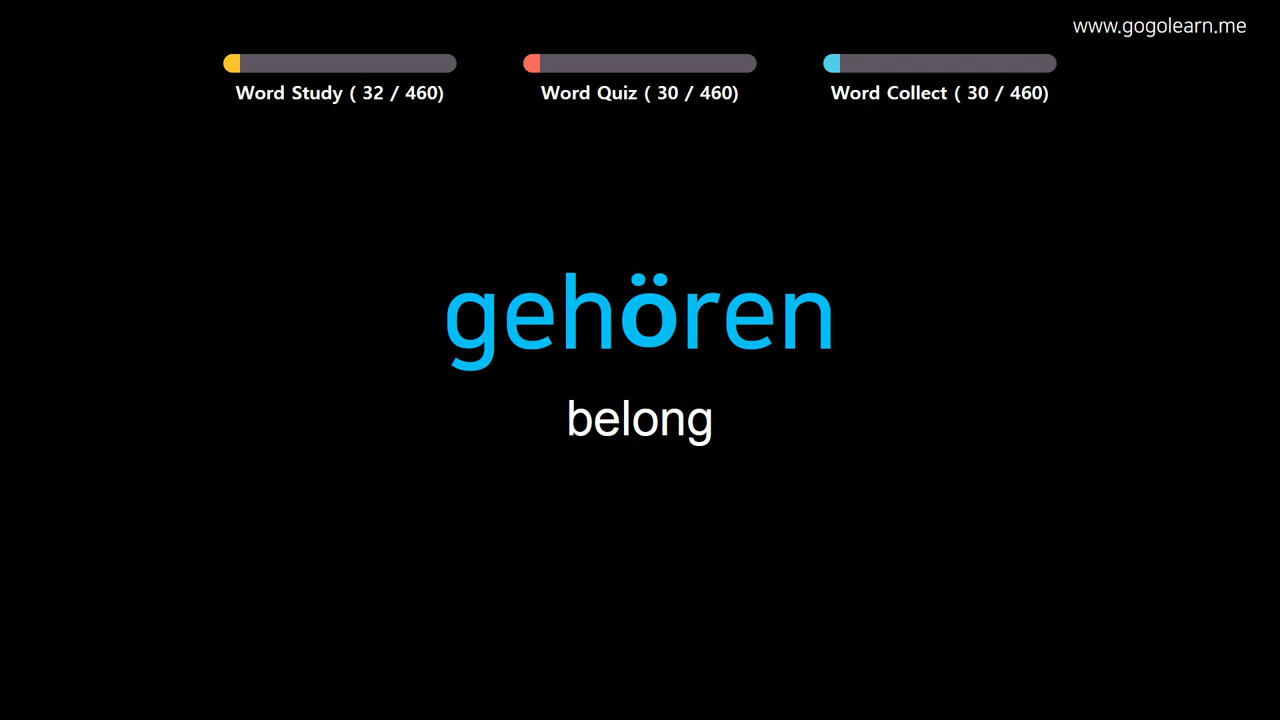 www.gogolearn.me
Word Study ( 32 / 460)
Word Quiz ( 30 / 460)
Word Collect ( 30 / 460)
gehören
belong